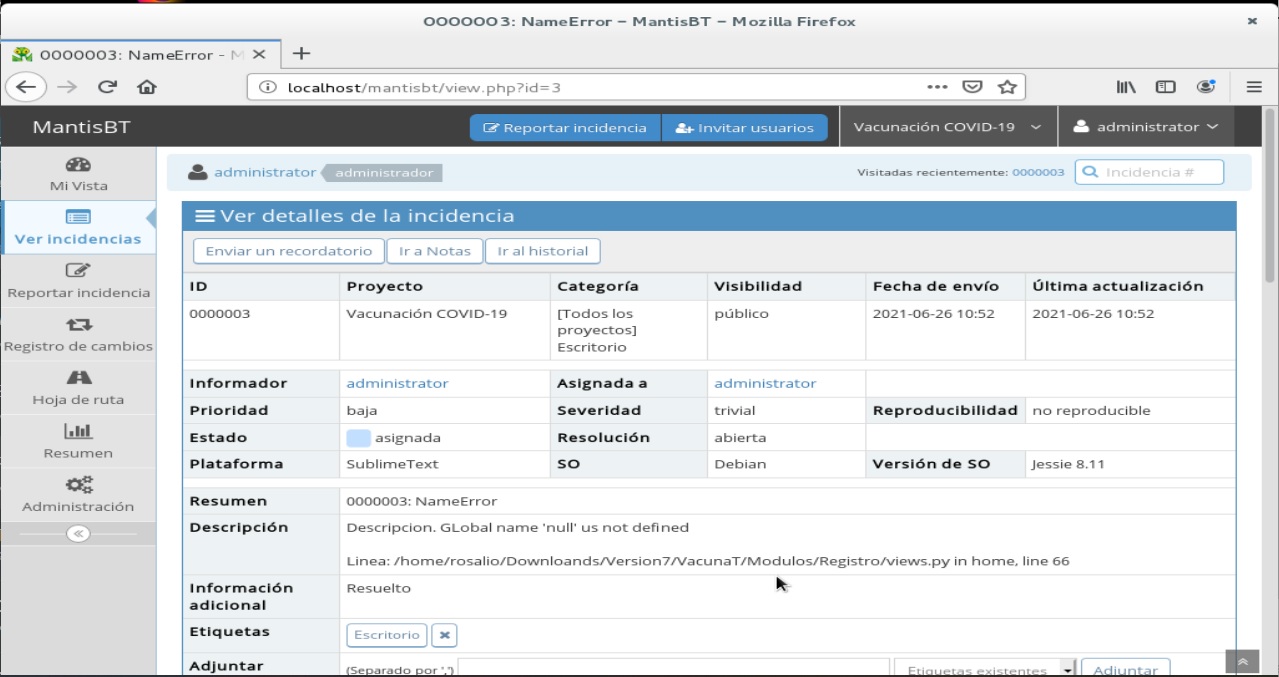 0000003: NameError – MantisBT – Mozilla Firefox
0000003: NameError - M
localhost/mantisbt/view.php?id=3
MantisBT
Reportar incidencia
Invitar usuarios
Vacunación COVID-19
administrator
administrator administrador
Visitadas recientemente: 0000003
Incidencia #
Mi Vista
Ver incidencias
Reportar incidencia
Registro de cambios
Hoja de ruta
Resumen
Administración
Ver detalles de la incidencia
Enviar un recordatorio Ir a Notas Ir al historial
ID Proyecto Categoría Visibilidad Fecha de envío Última actualización
0000003 Vacunación COVID-19 [Todos los proyectos] Escritorio público 2021-06-26 10:52 2021-06-26 10:52
Informador administrator Asignada a administrator
Prioridad baja Severidad trivial Reproducibilidad no reproducible
Estado asignada Resolución abierta
Plataforma SublimeText SO Debian Versión de SO Jessie 8.11
Resumen 0000003: NameError
Descripción Descripcion. GLobal name 'null' us not defined
Linea: /home/rosalio/Downloands/Version7/VacunaT/Modulos/Registro/views.py in home, line 66
Información adicional Resuelto
Etiquetas Escritorio
Adjuntar (Separado por ',') Etiquetas existentes Adjuntar